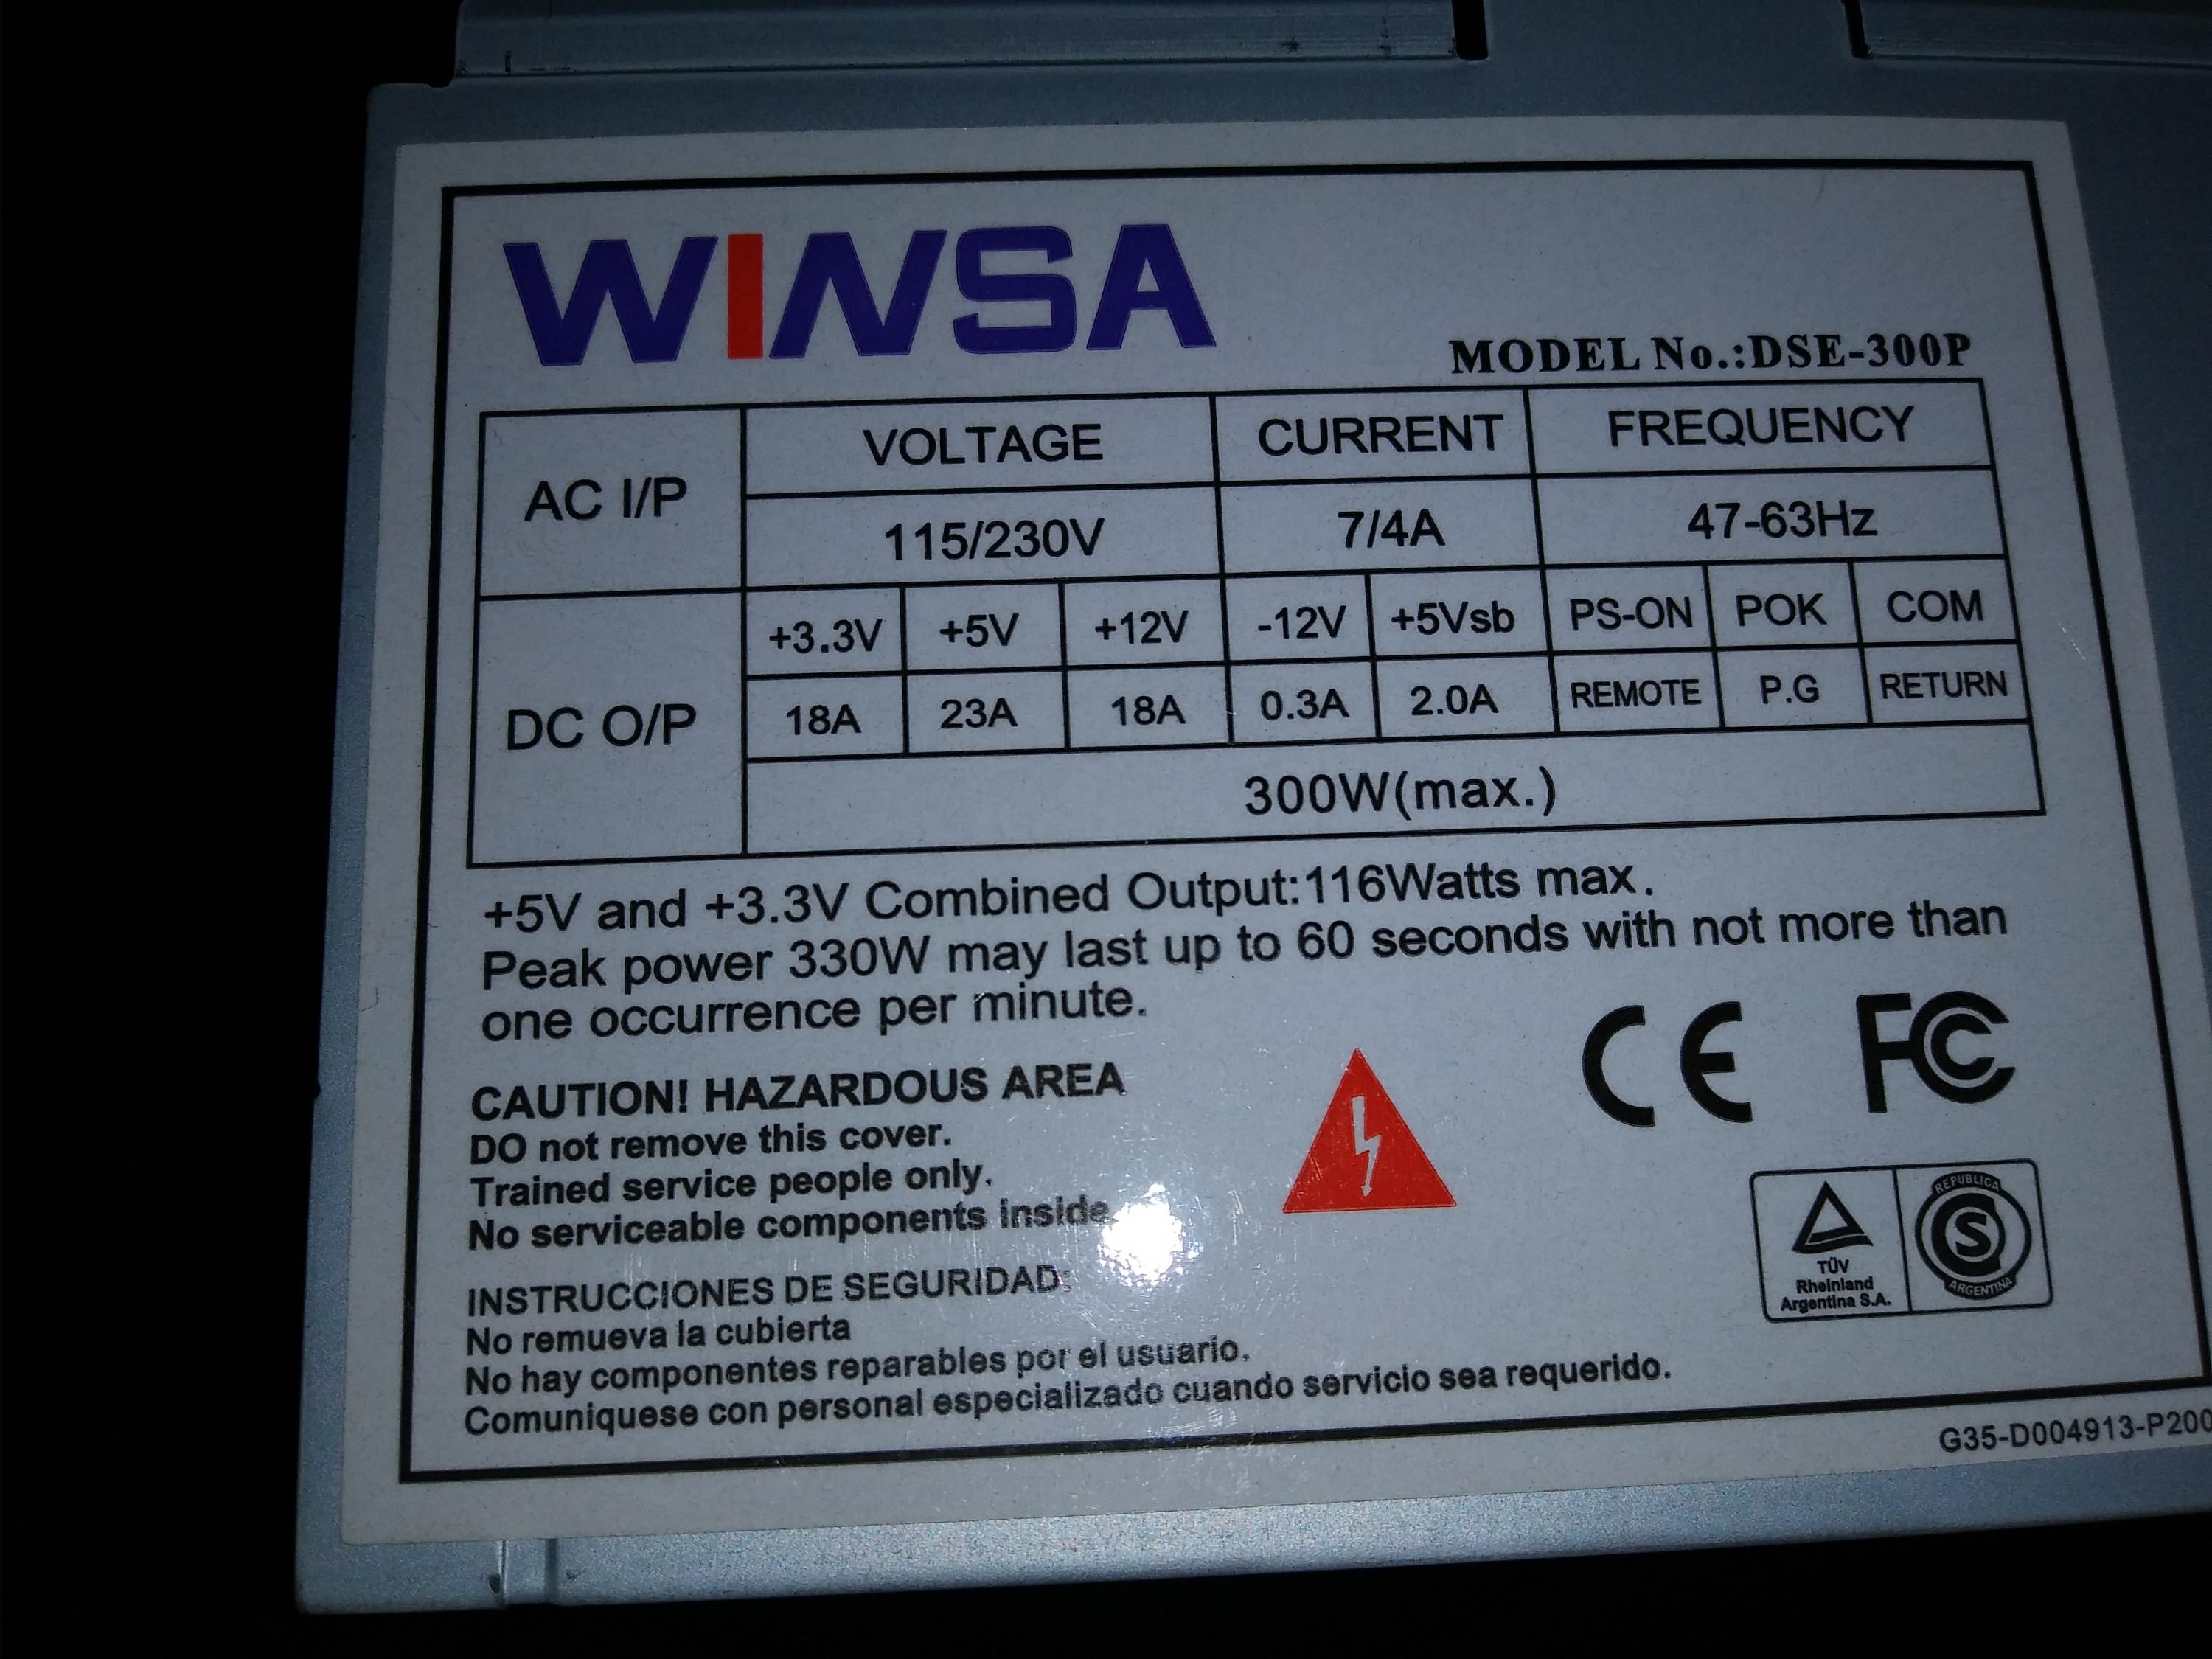 WINSA
MODEL No.:DSE-300P
AC I/P VOLTAGE CURRENT FREQUENCY
115/230V 7/4A 47-63Hz
DC O/P +3.3V +5V +12V -12V +5Vsb PS-ON POK COM
18A 23A 18A 0.3A 2.0A REMOTE P.G RETURN
300W(max.)
+5V and +3.3V Combined Output:116Watts max.
Peak power 330W may last up to 60 seconds with not more than
one occurrence per minute.
CAUTION! HAZARDOUS AREA
DO not remove this cover.
Trained service people only.
No serviceable components inside
CE FC
TÜV
Rheinland
Argentina S.A.
REPUBLICA
S
ARGENTINA
INSTRUCCIONES DE SEGURIDAD:
No remueva la cubierta
No hay componentes reparables por el usuario.
Comuniquese con personal especializado cuando servicio sea requerido.
G35-D004913-P200